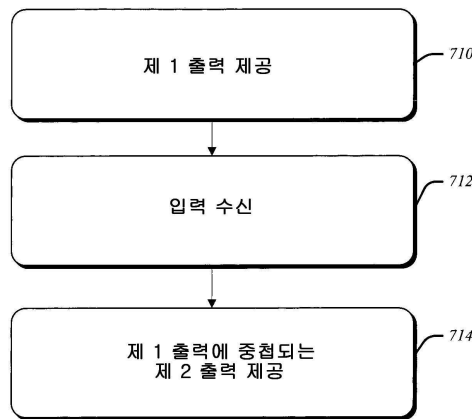 제 1 출력 제공
710
입력 수신
712
제 1 출력에 중첩되는
제 2 출력 제공
714